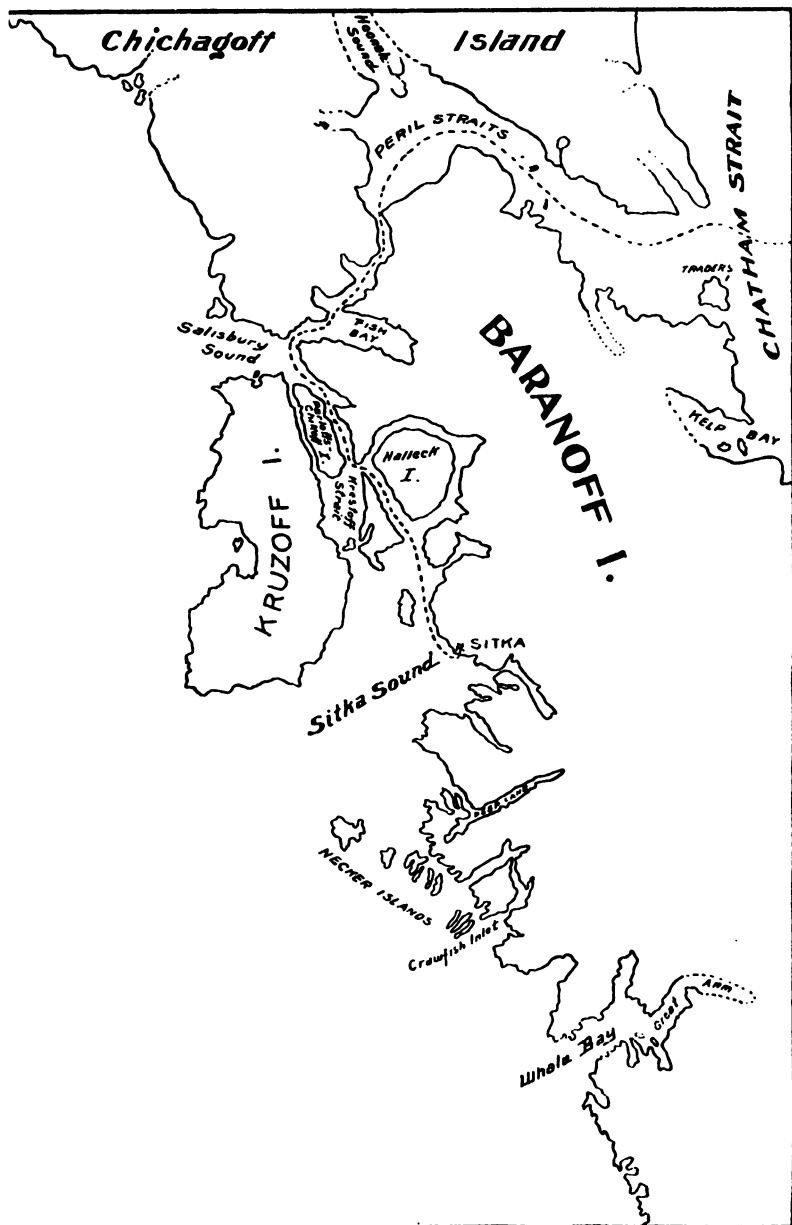 Chichagoff Island
Hoonah
Sound
PERIL STRAITS
CHATHAM STRAIT
TRADERS I
Salisbury
Sound
FISH
BAY
BARANOFF I.
KELP BAY
Halleck
I.
Krestoff
Strait
KRUZOFF I.
SITKA
Sitka Sound
NECKER ISLANDS
Crawfish Inlet
Great Arm
Whale Bay